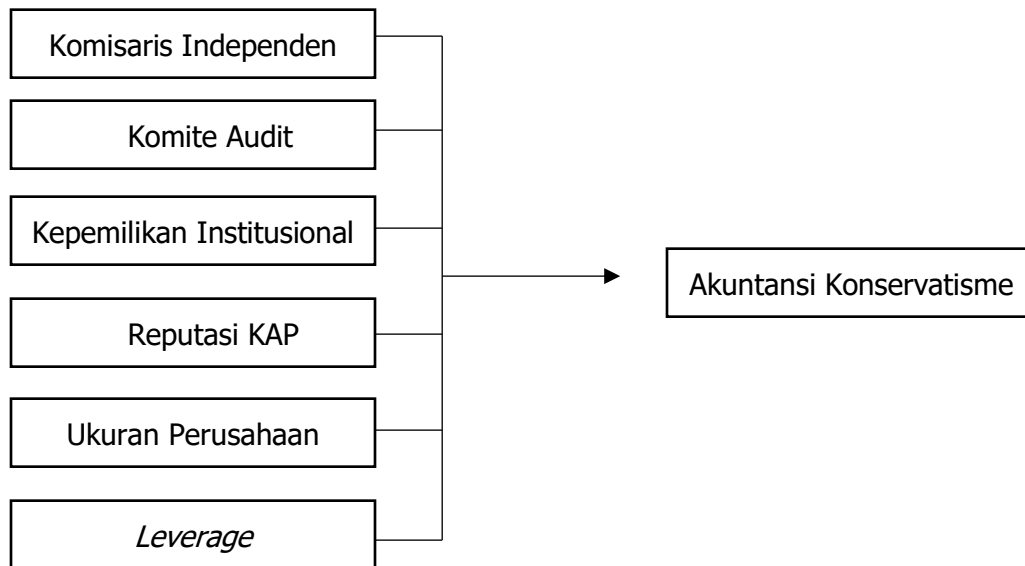 Komisaris Independen
Komite Audit
Kepemilikan Institusional
Reputasi KAP
Ukuran Perusahaan
Leverage
Akuntansi Konservatisme